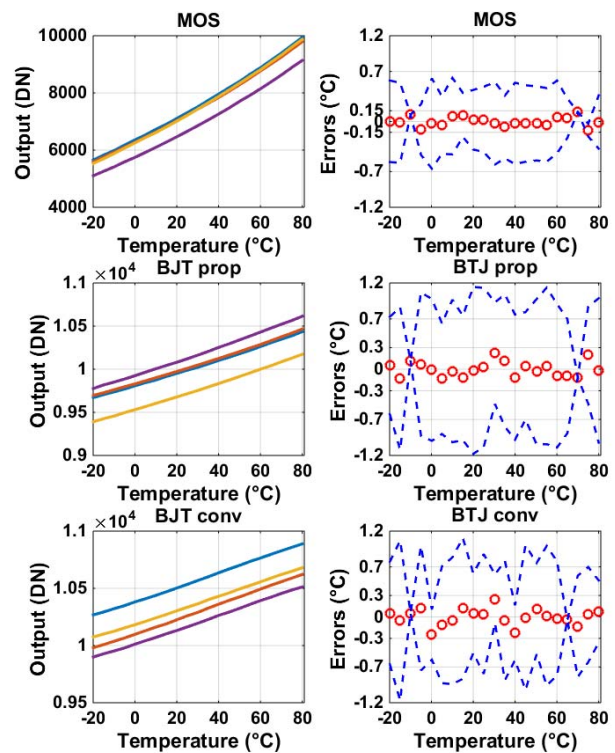 MOS
10000
8000
6000
4000
Output (DN)
-20 0 20 40 60 80
Temperature (°C)
MOS
1.2
0.7
0.15
-0.15
-0.7
-1.2
Errors (°C)
-20 0 20 40 60 80
Temperature (°C)
BJT prop
×10⁴
1.1
1.05
1
0.95
0.9
Output (DN)
-20 0 20 40 60 80
Temperature (°C)
BTJ prop
1.2
0.7
0.3
0
-0.3
-0.7
-1.2
Errors (°C)
-20 0 20 40 60 80
Temperature (°C)
BJT conv
×10⁴
1.1
1.05
1
0.95
Output (DN)
-20 0 20 40 60 80
Temperature (°C)
BTJ conv
1.2
0.7
0.3
0
-0.3
-0.7
-1.2
Errors (°C)
-20 0 20 40 60 80
Temperature (°C)